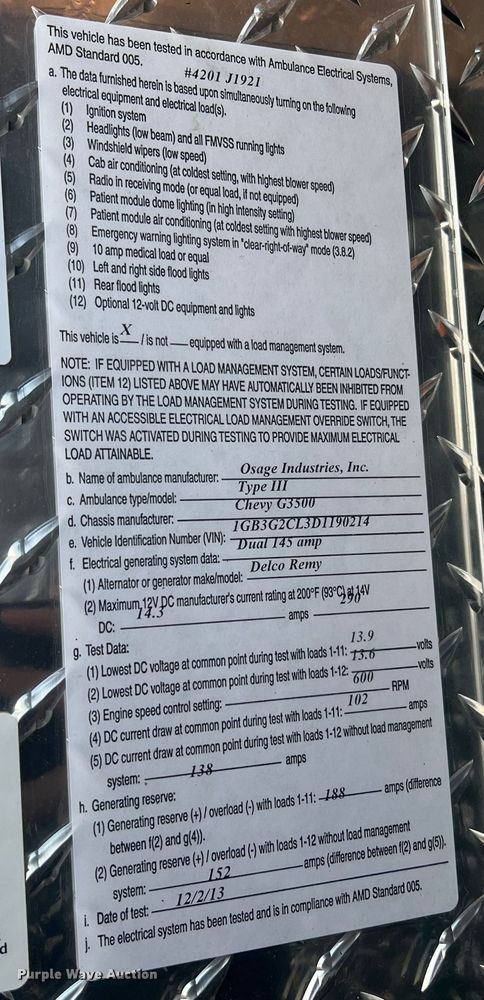 This vehicle has been tested in accordance with Ambulance Electrical Systems,
AMD Standard 005. #4201 J1921
a. The data furnished herein is based upon simultaneously turning on the following
electrical equipment and electrical load(s).
(1) Ignition system
(2) Headlights (low beam) and all FMVSS running lights
(3) Windshield wipers (low speed)
(4) Cab air conditioning (at coldest setting, with highest blower speed)
(5) Radio in receiving mode (or equal load, if not equipped)
(6) Patient module dome lighting (in high intensity setting)
(7) Patient module air conditioning (at coldest setting with highest blower speed)
(8) Emergency warning lighting system in "clear-right-of-way" mode (3.8.2)
(9) 10 amp medical load or equal
(10) Left and right side flood lights
(11) Rear flood lights
(12) Optional 12-volt DC equipment and lights
This vehicle is X / is not equipped with a load management system.
NOTE: IF EQUIPPED WITH A LOAD MANAGEMENT SYSTEM, CERTAIN LOADS/FUNCT-
IONS (ITEM 12) LISTED ABOVE MAY HAVE AUTOMATICALLY BEEN INHIBITED FROM
OPERATING BY THE LOAD MANAGEMENT SYSTEM DURING TESTING. IF EQUIPPED
WITH AN ACCESSIBLE ELECTRICAL LOAD MANAGEMENT OVERRIDE SWITCH, THE
SWITCH WAS ACTIVATED DURING TESTING TO PROVIDE MAXIMUM ELECTRICAL
LOAD ATTAINABLE.
b. Name of ambulance manufacturer: Osage Industries, Inc.
c. Ambulance type/model: Type III
d. Chassis manufacturer: Chevy G3500
e. Vehicle Identification Number (VIN): 1GB3G2CL3D1190214
f. Electrical generating system data: Dual 145 amp
(1) Alternator or generator make/model: Delco Remy
(2) Maximum 12V DC manufacturer's current rating at 200°F (93°C) at 14V
DC: 14.3 amps 290
g. Test Data:
(1) Lowest DC voltage at common point during test with loads 1-11: 13.9 volts
(2) Lowest DC voltage at common point during test with loads 1-12: 13.6 volts
(3) Engine speed control setting: 600 RPM
(4) DC current draw at common point during test with loads 1-11: 102 amps
(5) DC current draw at common point during test with loads 1-12 without load management
system: 138 amps
h. Generating reserve:
(1) Generating reserve (+) / overload (-) with loads 1-11: 188 amps (difference
between f(2) and g(4)).
(2) Generating reserve (+) / overload (-) with loads 1-12 without load management
system: 152 amps (difference between f(2) and g(5)).
i. Date of test: 12/2/13
j. The electrical system has been tested and is in compliance with AMD Standard 005.
d
Purple Wave Auction